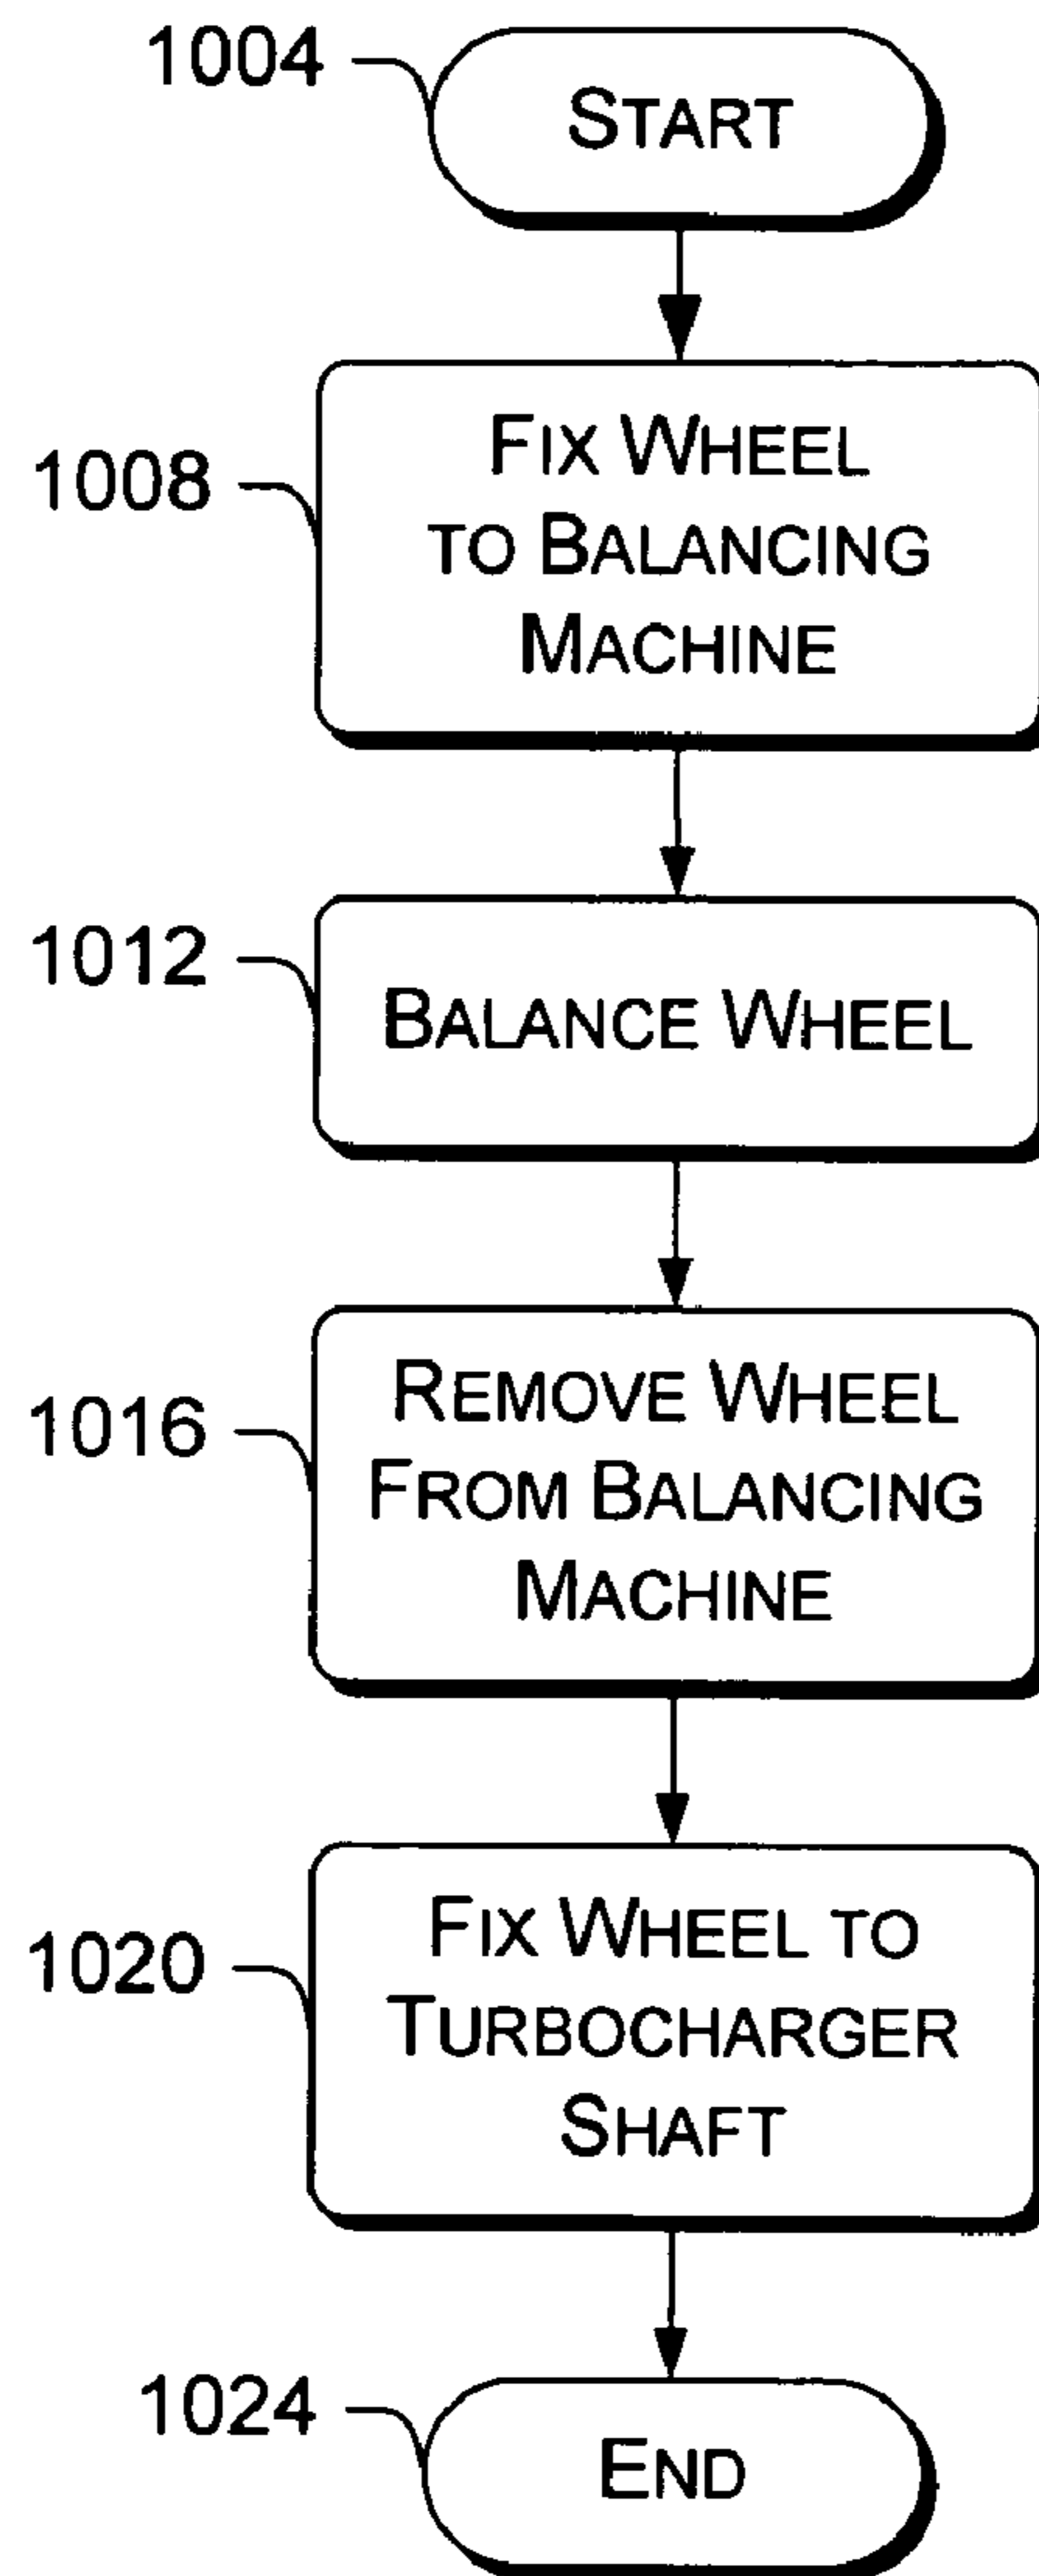 1004
START
1008
FIX WHEEL
TO BALANCING
MACHINE
1012
BALANCE WHEEL
1016
REMOVE WHEEL
FROM BALANCING
MACHINE
1020
FIX WHEEL TO
TURBOCHARGER
SHAFT
1024
END